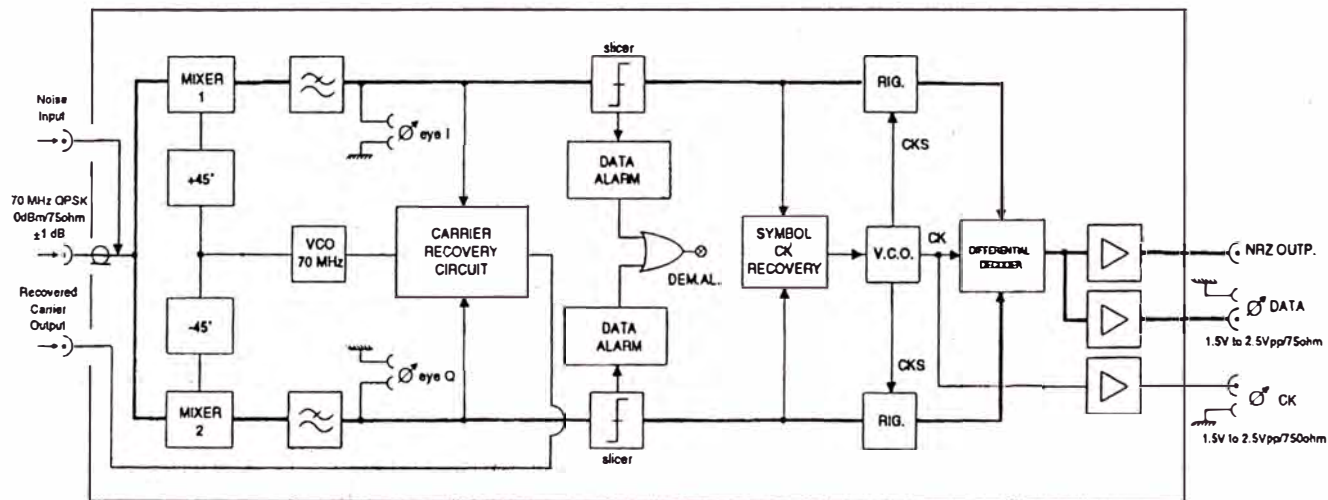 Noise
Input
70 MHz QPSK
0dBm/75ohm
±1 dB
Recovered
Carrier
Output
MIXER
1
+45°
-45°
MIXER
2
VCO
70 MHz
eye I
CARRIER
RECOVERY
CIRCUIT
eye Q
slicer
DATA
ALARM
DEM.AL.
DATA
ALARM
slicer
SYMBOL
CK
RECOVERY
RIG.
CKS
V.C.O.
CK
CKS
RIG.
DIFFERENTIAL
DECODER
NRZ OUTP.
DATA
1.5V to 2.5Vpp/75ohm
CK
1.5V to 2.5Vpp/750ohm